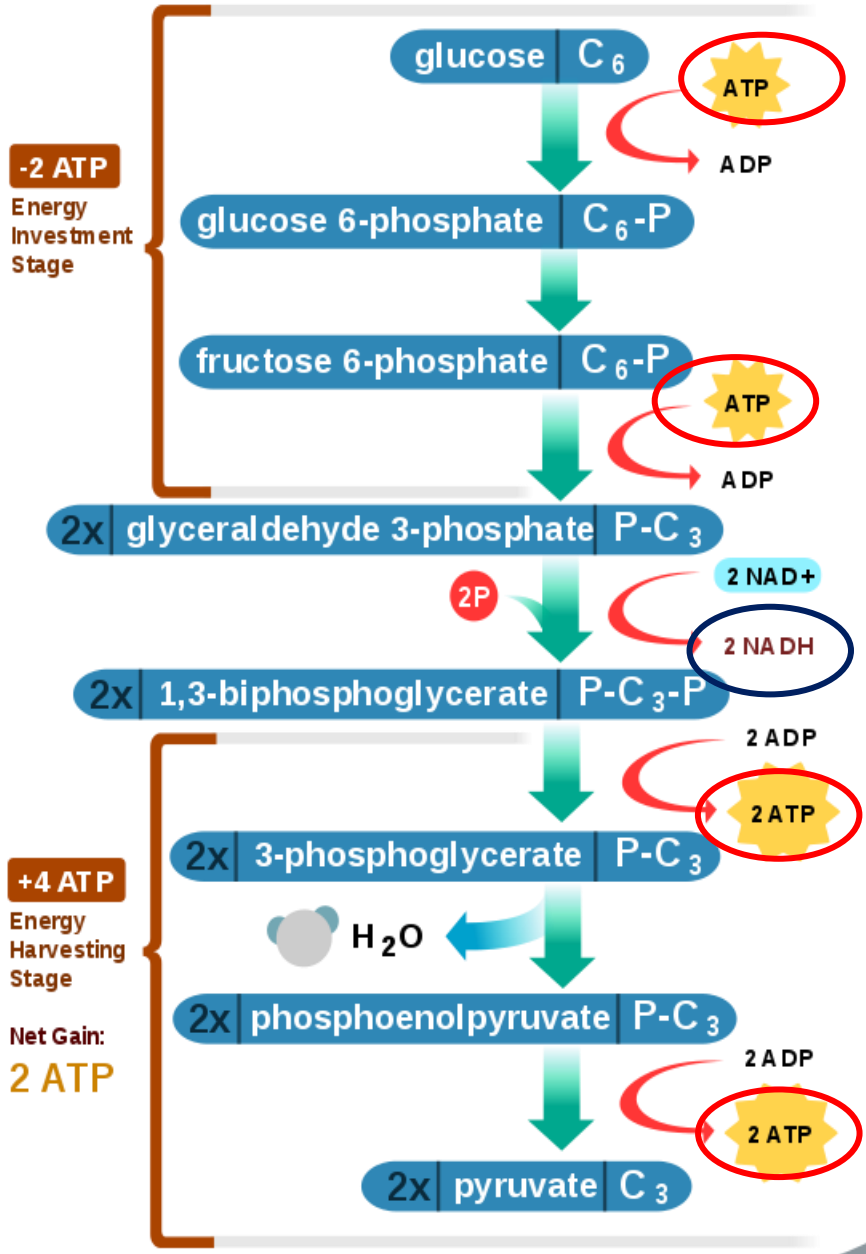 glucose C6
ATP
ADP
-2 ATP
Energy
Investment
Stage
glucose 6-phosphate C6-P
fructose 6-phosphate C6-P
ATP
ADP
2x glyceraldehyde 3-phosphate P-C3
2P
2 NAD+
2 NADH
2x 1,3-biphosphoglycerate P-C3-P
2 ADP
2 ATP
2x 3-phosphoglycerate P-C3
+4 ATP
Energy
Harvesting
Stage
H2O
2x phosphoenolpyruvate P-C3
Net Gain:
2 ATP
2 ADP
2 ATP
2x pyruvate C3